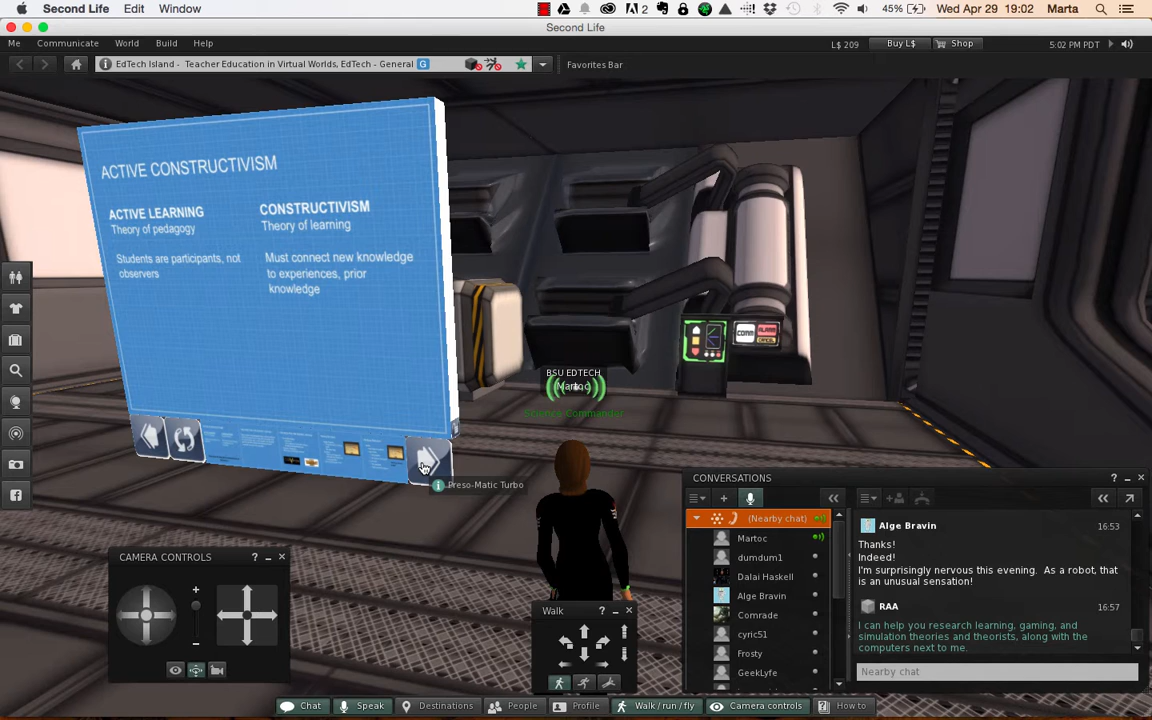 Second Life Edit Window
2 45% Wed Apr 29 19:02 Marta
Second Life
Me Communicate World Build Help
L$ 209 Buy L$ Shop 5:02 PM PDT
EdTech Island - Teacher Education in Virtual Worlds, EdTech - General G
Favorites Bar
ACTIVE CONSTRUCTIVISM
ACTIVE LEARNING
Theory of pedagogy
Students are participants, not
observers
CONSTRUCTIVISM
Theory of learning
Must connect new knowledge
to experiences, prior
knowledge
COMM ALARM
CANCEL
BSU EDTECH
Martoc
Science Commander
Preso-Matic Turbo
CAMERA CONTROLS ?
Walk ?
CONVERSATIONS ?
(Nearby chat)
Martoc
dumdum1
Dalai Haskell
Alge Bravin
Comrade
cyric51
Frosty
GeekLyfe
Alge Bravin 16:53
Thanks!
Indeed!
I'm surprisingly nervous this evening. As a robot, that
is an unusual sensation!
RAA 16:57
I can help you research learning, gaming, and
simulation theories and theorists, along with the
computers next to me.
Nearby chat
Chat Speak Destinations People Profile Walk / run / fly Camera controls How to